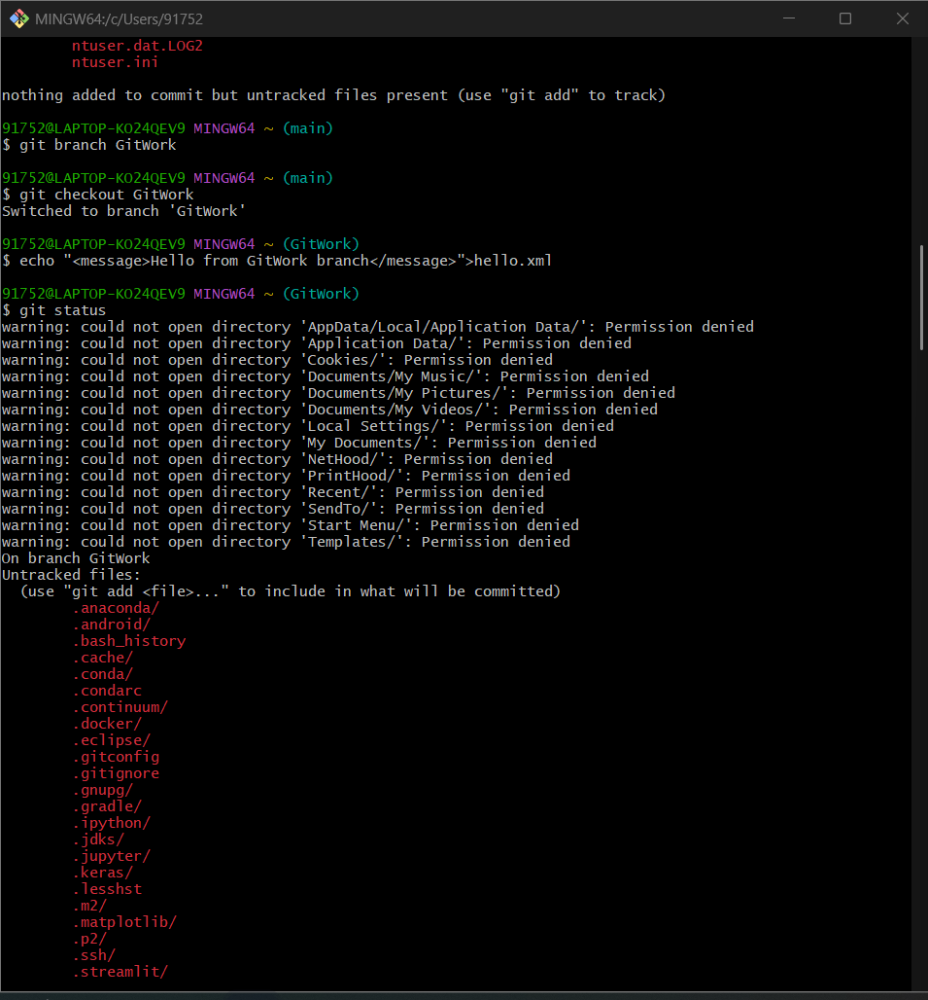 MINGW64:/c/Users/91752
ntuser.dat.LOG2
ntuser.ini
nothing added to commit but untracked files present (use "git add" to track)
91752@LAPTOP-KO24QEV9 MINGW64 ~ (main)
$ git branch GitWork
91752@LAPTOP-KO24QEV9 MINGW64 ~ (main)
$ git checkout GitWork
Switched to branch 'GitWork'
91752@LAPTOP-KO24QEV9 MINGW64 ~ (GitWork)
$ echo "<message>Hello from GitWork branch</message>">hello.xml
91752@LAPTOP-KO24QEV9 MINGW64 ~ (GitWork)
$ git status
warning: could not open directory 'AppData/Local/Application Data/': Permission denied
warning: could not open directory 'Application Data/': Permission denied
warning: could not open directory 'Cookies/': Permission denied
warning: could not open directory 'Documents/My Music/': Permission denied
warning: could not open directory 'Documents/My Pictures/': Permission denied
warning: could not open directory 'Documents/My Videos/': Permission denied
warning: could not open directory 'Local Settings/': Permission denied
warning: could not open directory 'My Documents/': Permission denied
warning: could not open directory 'NetHood/': Permission denied
warning: could not open directory 'PrintHood/': Permission denied
warning: could not open directory 'Recent/': Permission denied
warning: could not open directory 'SendTo/': Permission denied
warning: could not open directory 'Start Menu/': Permission denied
warning: could not open directory 'Templates/': Permission denied
On branch GitWork
Untracked files:
(use "git add <file>..." to include in what will be committed)
.anaconda/
.android/
.bash_history
.cache/
.conda/
.condarc
.continuum/
.docker/
.eclipse/
.gitconfig
.gitignore
.gnupg/
.gradle/
.ipython/
.jdks/
.jupyter/
.keras/
.lesshst
.m2/
.matplotlib/
.p2/
.ssh/
.streamlit/